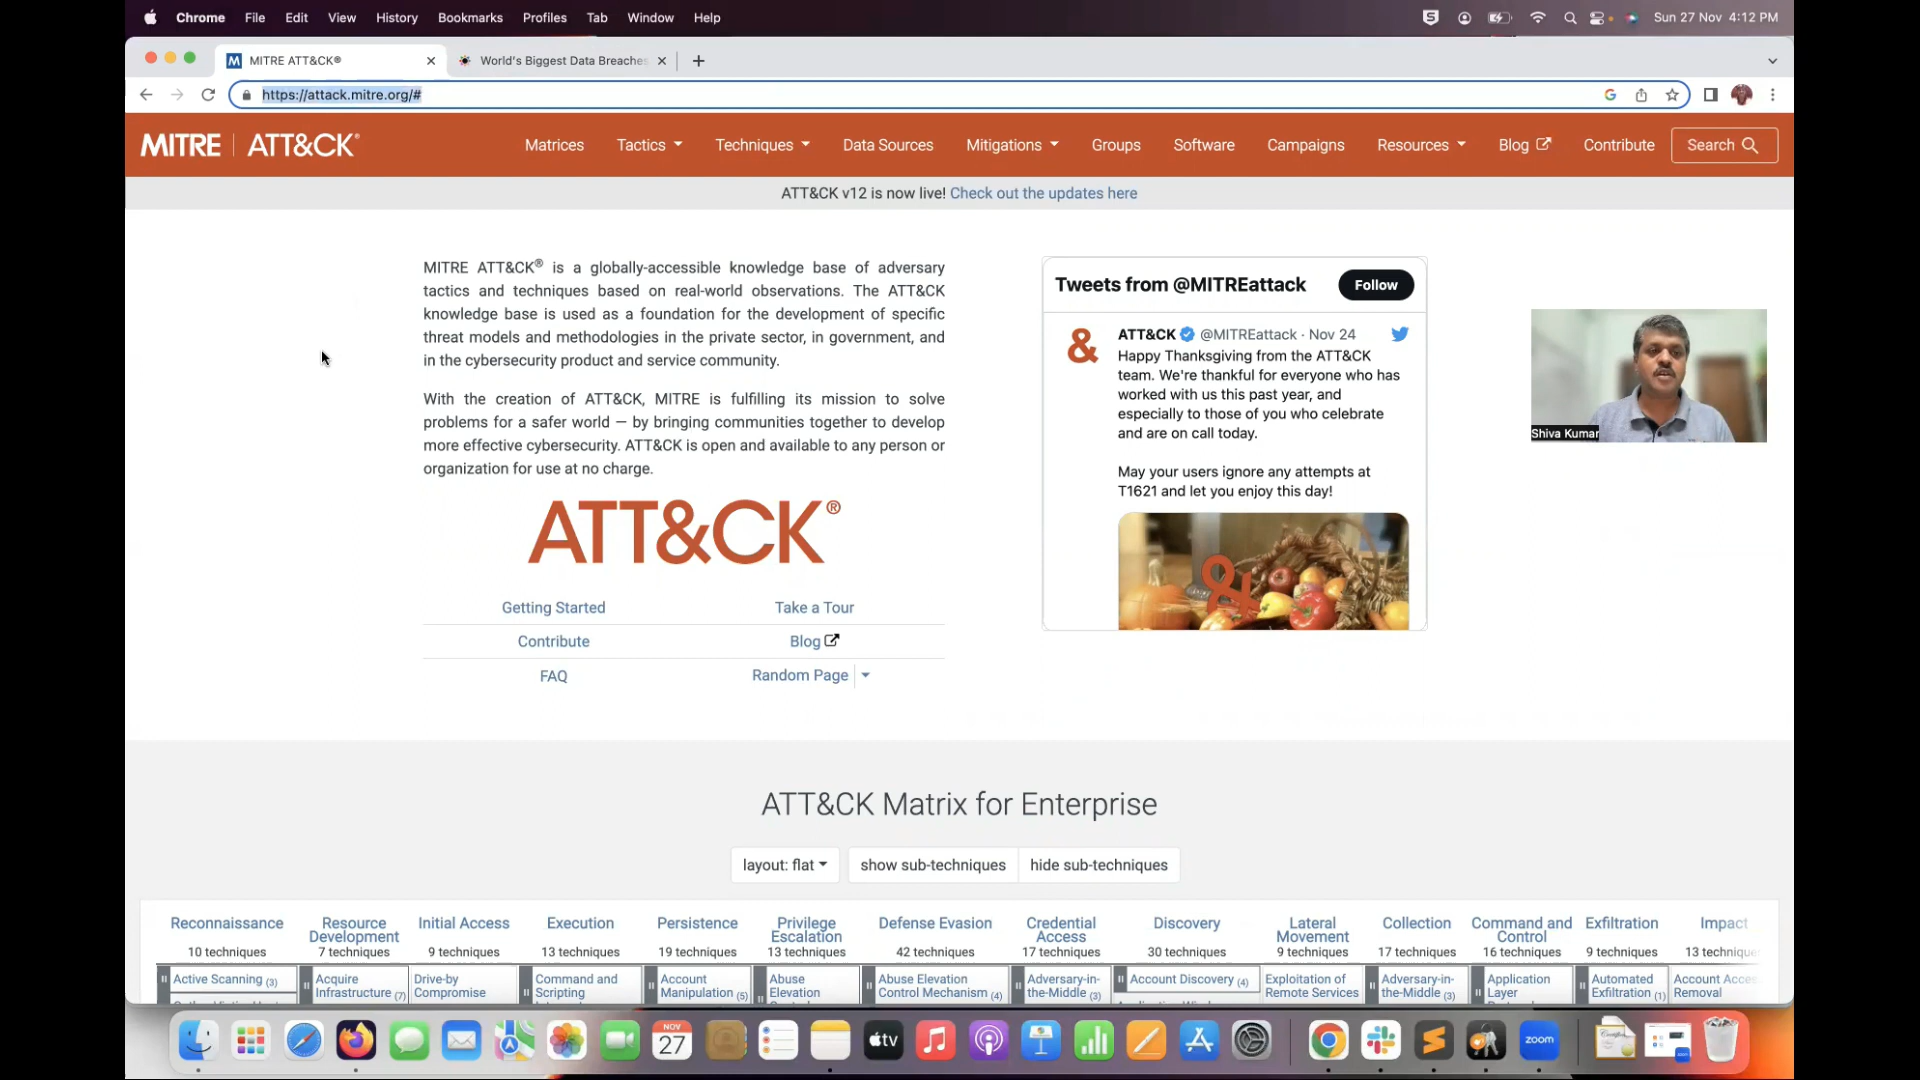 Chrome File Edit View History Bookmarks Profiles Tab Window Help
Sun 27 Nov 4:12 PM
MITRE ATT&CK®
World's Biggest Data Breaches
https://attack.mitre.org/#
MITRE | ATT&CK®
Matrices Tactics Techniques Data Sources Mitigations Groups Software Campaigns Resources Blog Contribute Search
ATT&CK v12 is now live! Check out the updates here
MITRE ATT&CK® is a globally-accessible knowledge base of adversary
tactics and techniques based on real-world observations. The ATT&CK
knowledge base is used as a foundation for the development of specific
threat models and methodologies in the private sector, in government, and
in the cybersecurity product and service community.
With the creation of ATT&CK, MITRE is fulfilling its mission to solve
problems for a safer world — by bringing communities together to develop
more effective cybersecurity. ATT&CK is open and available to any person or
organization for use at no charge.
ATT&CK®
Getting Started Take a Tour
Contribute Blog
FAQ Random Page
Tweets from @MITREattack
Follow
ATT&CK @MITREattack · Nov 24
Happy Thanksgiving from the ATT&CK
team. We're thankful for everyone who has
worked with us this past year, and
especially to those of you who celebrate
and are on call today.
May your users ignore any attempts at
T1621 and let you enjoy this day!
&
Shiva Kumar
ATT&CK Matrix for Enterprise
layout: flat show sub-techniques hide sub-techniques
Reconnaissance
10 techniques
Active Scanning (3)
Resource
Development
7 techniques
Acquire
Infrastructure (7)
Initial Access
9 techniques
Drive-by
Compromise
Execution
13 techniques
Command and
Scripting
Persistence
19 techniques
Account
Manipulation (5)
Privilege
Escalation
13 techniques
Abuse
Elevation
Defense Evasion
42 techniques
Abuse Elevation
Control Mechanism (4)
Credential
Access
17 techniques
Adversary-in-
the-Middle (3)
Discovery
30 techniques
Account Discovery (4)
Lateral
Movement
9 techniques
Exploitation of
Remote Services
Collection
17 techniques
Adversary-in-
the-Middle (3)
Command and
Control
16 techniques
Application
Layer
Exfiltration
9 techniques
Automated
Exfiltration (1)
Impact
13 technique
Account Acces
Removal
NOV
27
tv
zoom